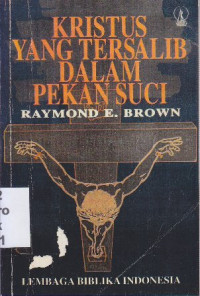 KRISTUS
YANG TERSALIB
DALAM
PEKAN SUCI
RAYMOND E. BROWN
LEMBAGA BIBLIKA INDONESIA